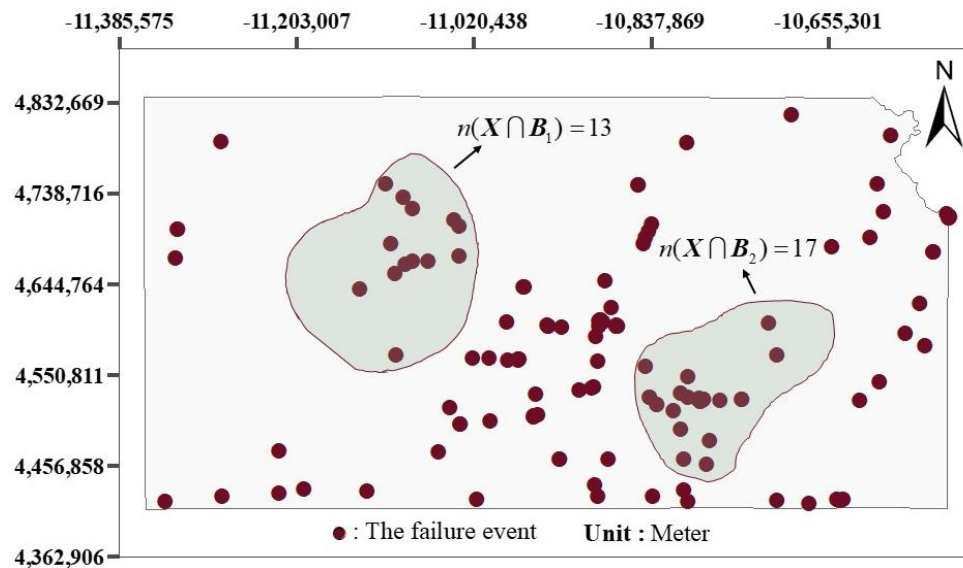 -11,385,575 -11,203,007 -11,020,438 -10,837,869 -10,655,301
N
4,832,669
n(X ∩ B₁) = 13
4,738,716
n(X ∩ B₂) = 17
4,644,764
4,550,811
4,456,858
: The failure event Unit : Meter
4,362,906